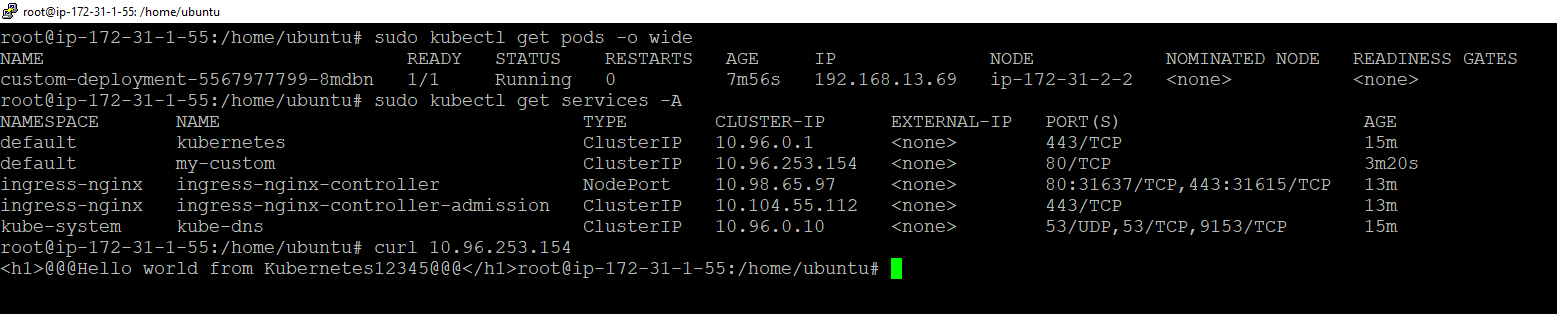 root@ip-172-31-1-55: /home/ubuntu
root@ip-172-31-1-55:/home/ubuntu# sudo kubectl get pods -o wide
NAME READY STATUS RESTARTS AGE IP NODE NOMINATED NODE READINESS GATES
custom-deployment-5567977799-8mdbn 1/1 Running 0 7m56s 192.168.13.69 ip-172-31-2-2 <none> <none>
root@ip-172-31-1-55:/home/ubuntu# sudo kubectl get services -A
NAMESPACE NAME TYPE CLUSTER-IP EXTERNAL-IP PORT(S) AGE
default kubernetes ClusterIP 10.96.0.1 <none> 443/TCP 15m
default my-custom ClusterIP 10.96.253.154 <none> 80/TCP 3m20s
ingress-nginx ingress-nginx-controller NodePort 10.98.65.97 <none> 80:31637/TCP,443:31615/TCP 13m
ingress-nginx ingress-nginx-controller-admission ClusterIP 10.104.55.112 <none> 443/TCP 13m
kube-system kube-dns ClusterIP 10.96.0.10 <none> 53/UDP,53/TCP,9153/TCP 15m
root@ip-172-31-1-55:/home/ubuntu# curl 10.96.253.154
<h1>@@@Hello world from Kubernetes12345@@@</h1>root@ip-172-31-1-55:/home/ubuntu#